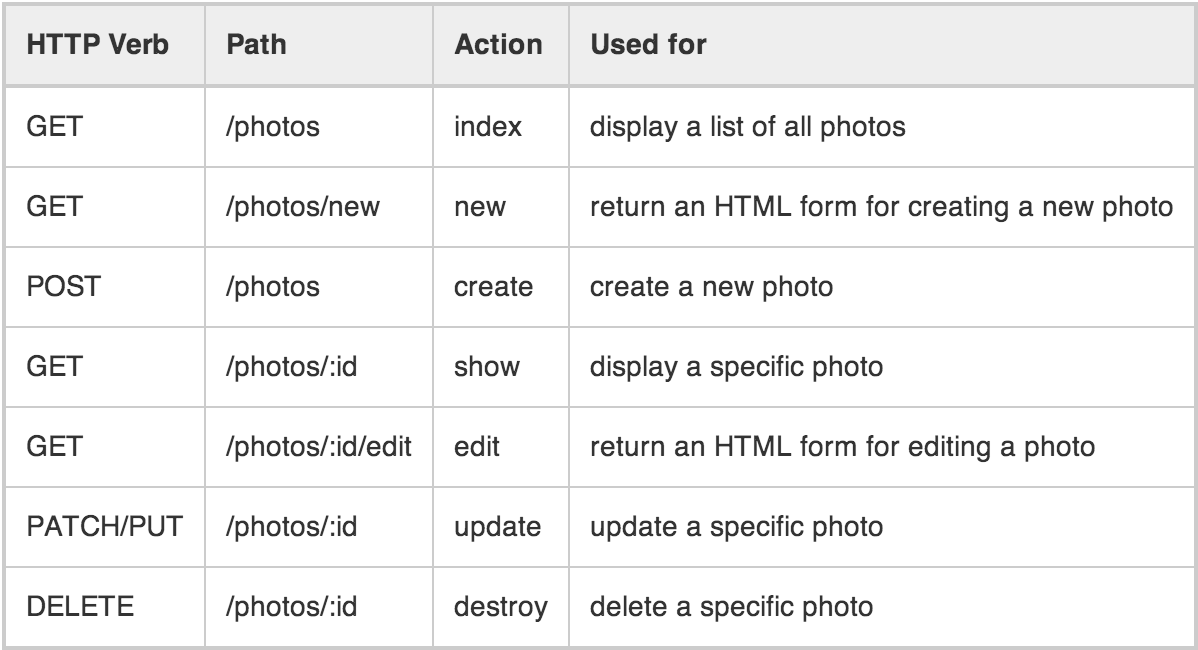 HTTP Verb Path Action Used for
GET /photos index display a list of all photos
GET /photos/new new return an HTML form for creating a new photo
POST /photos create create a new photo
GET /photos/:id show display a specific photo
GET /photos/:id/edit edit return an HTML form for editing a photo
PATCH/PUT /photos/:id update update a specific photo
DELETE /photos/:id destroy delete a specific photo